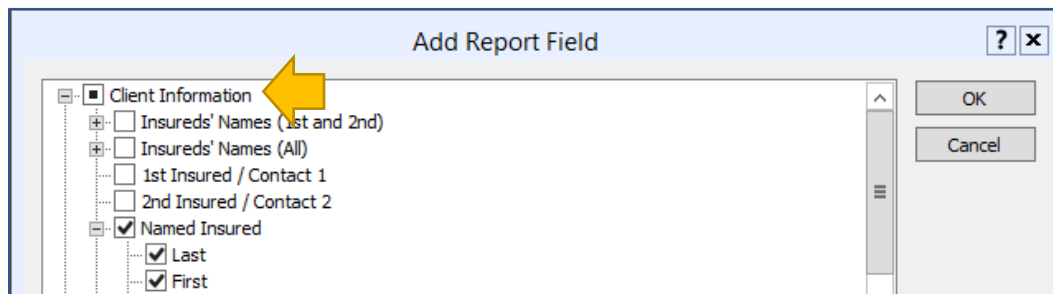 Add Report Field
? x
Client Information
OK
Insureds' Names (1st and 2nd)
Insureds' Names (All)
Cancel
1st Insured / Contact 1
2nd Insured / Contact 2
Named Insured
Last
First